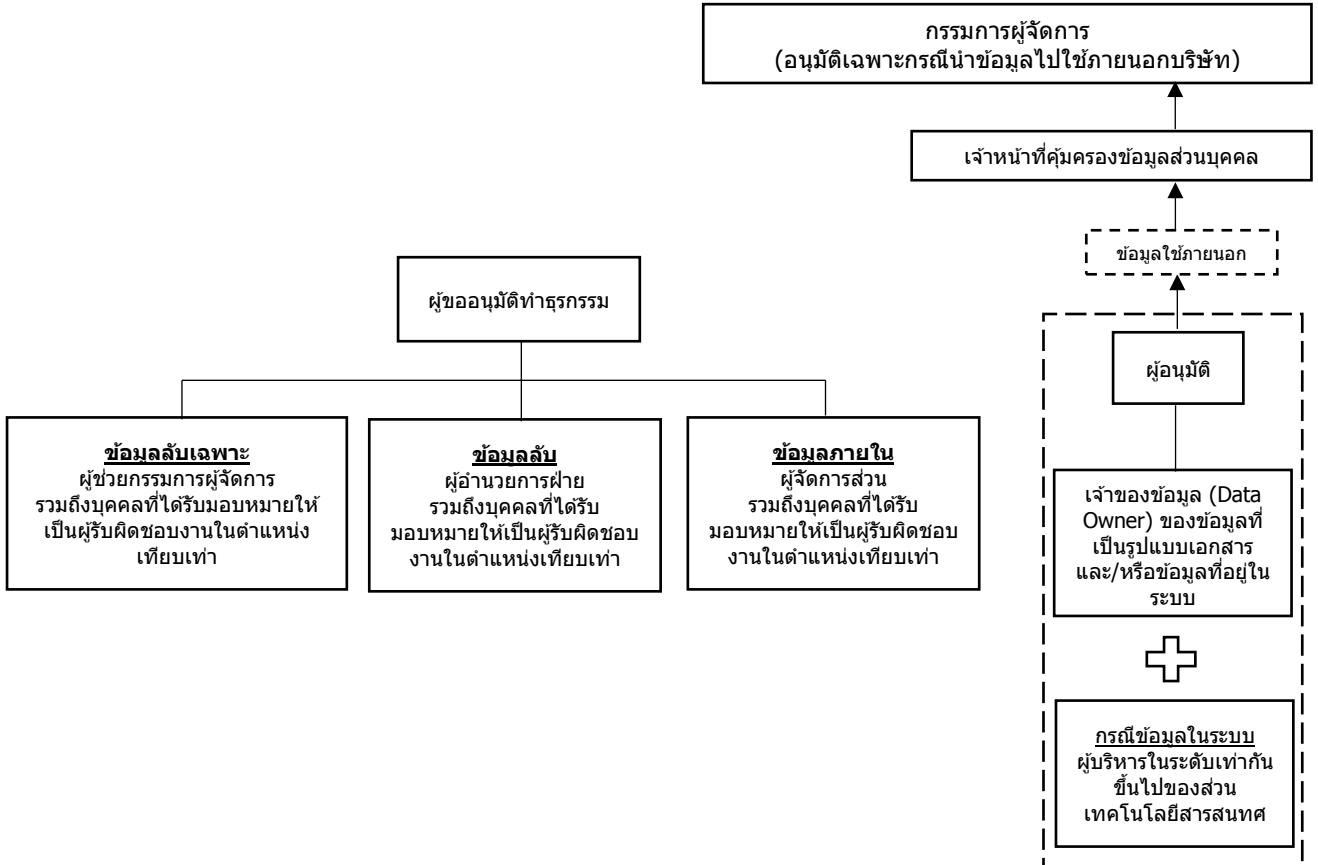 กรรมการผู้จัดการ
(อนุมัติเฉพาะกรณีนำข้อมูลไปใช้ภายนอกบริษัท)
เจ้าหน้าที่คุ้มครองข้อมูลส่วนบุคคล
ข้อมูลใช้ภายนอก
ผู้ขออนุมัติทำธุรกรรม
ข้อมูลลับเฉพาะ
ผู้ช่วยกรรมการผู้จัดการ
รวมถึงบุคคลที่ได้รับมอบหมายให้
เป็นผู้รับผิดชอบงานในตำแหน่ง
เทียบเท่า
ข้อมูลลับ
ผู้อำนวยการฝ่าย
รวมถึงบุคคลที่ได้รับ
มอบหมายให้เป็นผู้รับผิดชอบ
งานในตำแหน่งเทียบเท่า
ข้อมูลภายใน
ผู้จัดการส่วน
รวมถึงบุคคลที่ได้รับ
มอบหมายให้เป็นผู้รับผิดชอบ
งานในตำแหน่งเทียบเท่า
ผู้อนุมัติ
เจ้าของข้อมูล (Data
Owner) ของข้อมูลที่
เป็นรูปแบบเอกสาร
และ/หรือข้อมูลที่อยู่ใน
ระบบ
กรณีข้อมูลในระบบ
ผู้บริหารในระดับเท่ากัน
ขึ้นไปของส่วน
เทคโนโลยีสารสนทศ